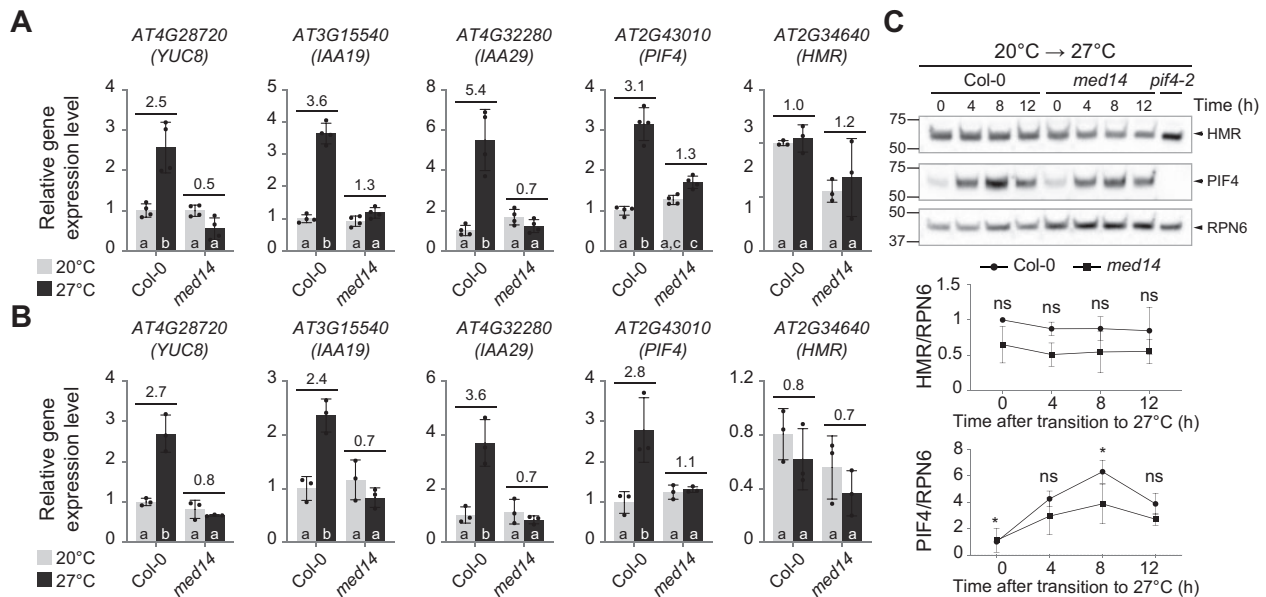 A
AT4G28720
(YUC8)
AT3G15540
(IAA19)
AT4G32280
(IAA29)
AT2G43010
(PIF4)
AT2G34640
(HMR)
Relative gene
expression level
4
3
2
1
0
2.5
0.5
a b a a
5
4
3
2
1
0
3.6
1.3
a b a a
8
6
4
2
0
5.4
0.7
a b a a
4
3
2
1
0
3.1
1.3
a b a,c c
4
3
2
1
0
1.0
1.2
a a a a
20°C
27°C
Col-0 med14
Col-0 med14
Col-0 med14
Col-0 med14
Col-0 med14
B
AT4G28720
(YUC8)
AT3G15540
(IAA19)
AT4G32280
(IAA29)
AT2G43010
(PIF4)
AT2G34640
(HMR)
Relative gene
expression level
4
3
2
1
0
2.7
0.8
a b a a
3
2
1
0
2.4
0.7
a b a a
6
4
2
0
3.6
0.7
a b a a
4
3
2
1
0
2.8
1.1
a b a a
1.2
0.8
0.4
0
0.8
0.7
a a a a
20°C
27°C
Col-0 med14
Col-0 med14
Col-0 med14
Col-0 med14
Col-0 med14
C
20°C → 27°C
Col-0 med14 pif4-2
0 4 8 12 0 4 8 12 Time (h)
75
50
HMR
75
50
PIF4
50
37
RPN6
Col-0 med14
HMR/RPN6
1.5
1
0.5
0
ns ns ns ns
0 4 8 12
Time after transition to 27°C (h)
PIF4/RPN6
8
6
4
2
0
* ns * ns
0 4 8 12
Time after transition to 27°C (h)